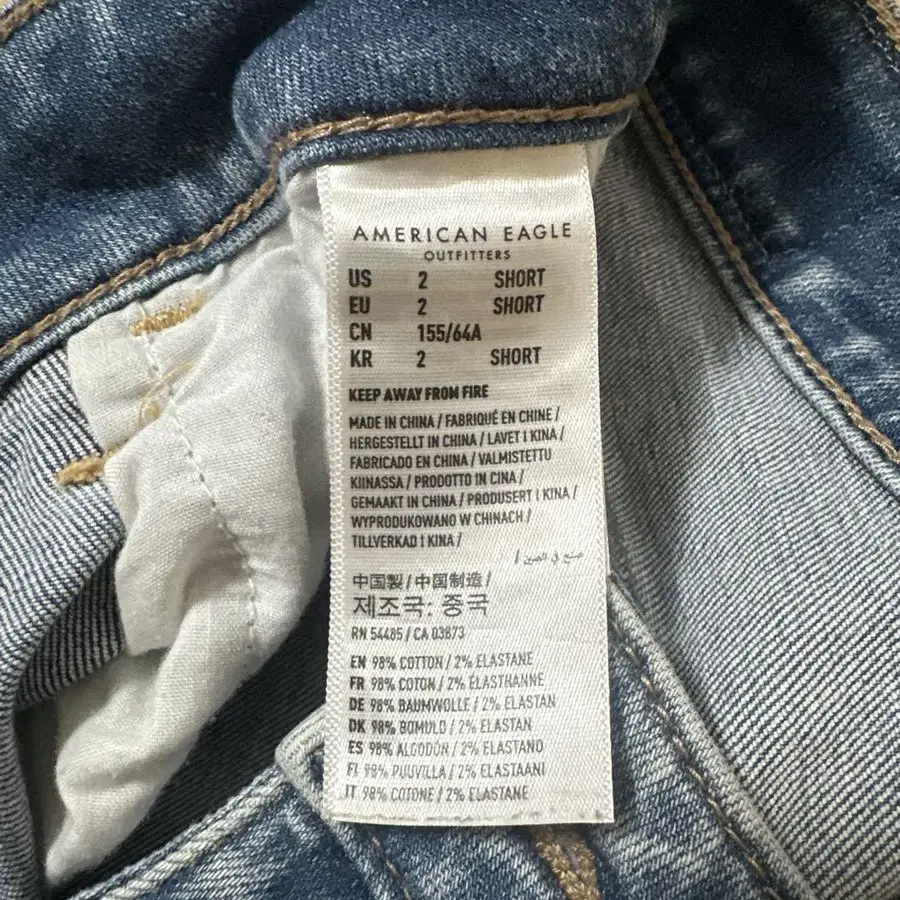 AMERICAN EAGLE
OUTFITTERS
US 2 SHORT
EU 2 SHORT
CN 155/64A
KR 2 SHORT
KEEP AWAY FROM FIRE
MADE IN CHINA / FABRIQUÉ EN CHINE /
HERGESTELLT IN CHINA / LAVET I KINA /
FABRICADO EN CHINA / VALMISTETTU
KIINASSA / PRODOTTO IN CINA /
GEMAAKT IN CHINA / PRODUSERT I KINA /
WYPRODUKOWANO W CHINACH /
TILLVERKAD I KINA /
صنع في الصين /
中国製 / 中国制造 /
제조국: 중국
RN 54485 / CA 03873
EN 98% COTTON / 2% ELASTANE
FR 98% COTON / 2% ÉLASTHANNE
DE 98% BAUMWOLLE / 2% ELASTAN
DK 98% BOMULD / 2% ELASTAN
ES 98% ALGODÓN / 2% ELASTANO
FI 98% PUUVILLA / 2% ELASTAANI
IT 98% COTONE / 2% ELASTANE